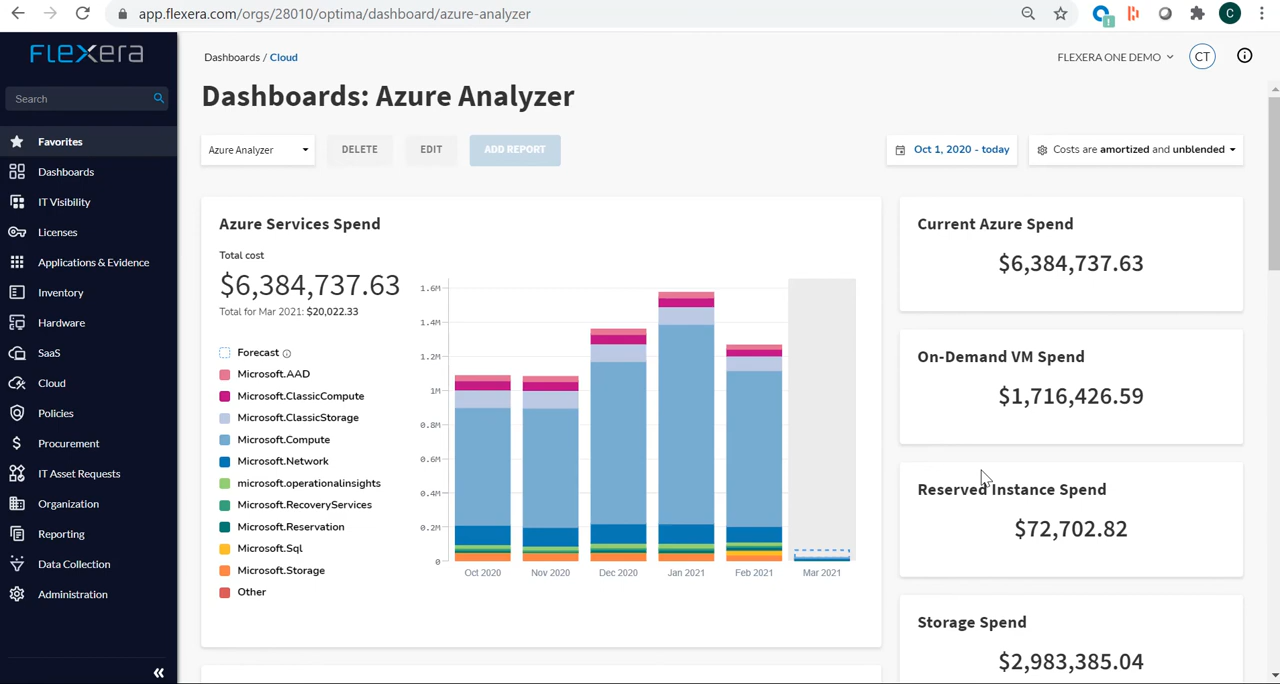 app.flexera.com/orgs/28010/optima/dashboard/azure-analyzer
C
FLEXERA
Search
Favorites
Dashboards
IT Visibility
Licenses
Applications & Evidence
Inventory
Hardware
SaaS
Cloud
Policies
Procurement
IT Asset Requests
Organization
Reporting
Data Collection
Administration
Dashboards / Cloud
FLEXERA ONE DEMO
CT
Dashboards: Azure Analyzer
Azure Analyzer
DELETE
EDIT
ADD REPORT
Oct 1, 2020 - today
Costs are amortized and unblended
Azure Services Spend
Total cost
$6,384,737.63
Total for Mar 2021: $20,022.33
Forecast
Microsoft.AAD
Microsoft.ClassicCompute
Microsoft.ClassicStorage
Microsoft.Compute
Microsoft.Network
microsoft.operationalinsights
Microsoft.RecoveryServices
Microsoft.Reservation
Microsoft.Sql
Microsoft.Storage
Other
1.6M
1.4M
1.2M
1M
0.8M
0.6M
0.4M
0.2M
0
Oct 2020
Nov 2020
Dec 2020
Jan 2021
Feb 2021
Mar 2021
Current Azure Spend
$6,384,737.63
On-Demand VM Spend
$1,716,426.59
Reserved Instance Spend
$72,702.82
Storage Spend
$2,983,385.04